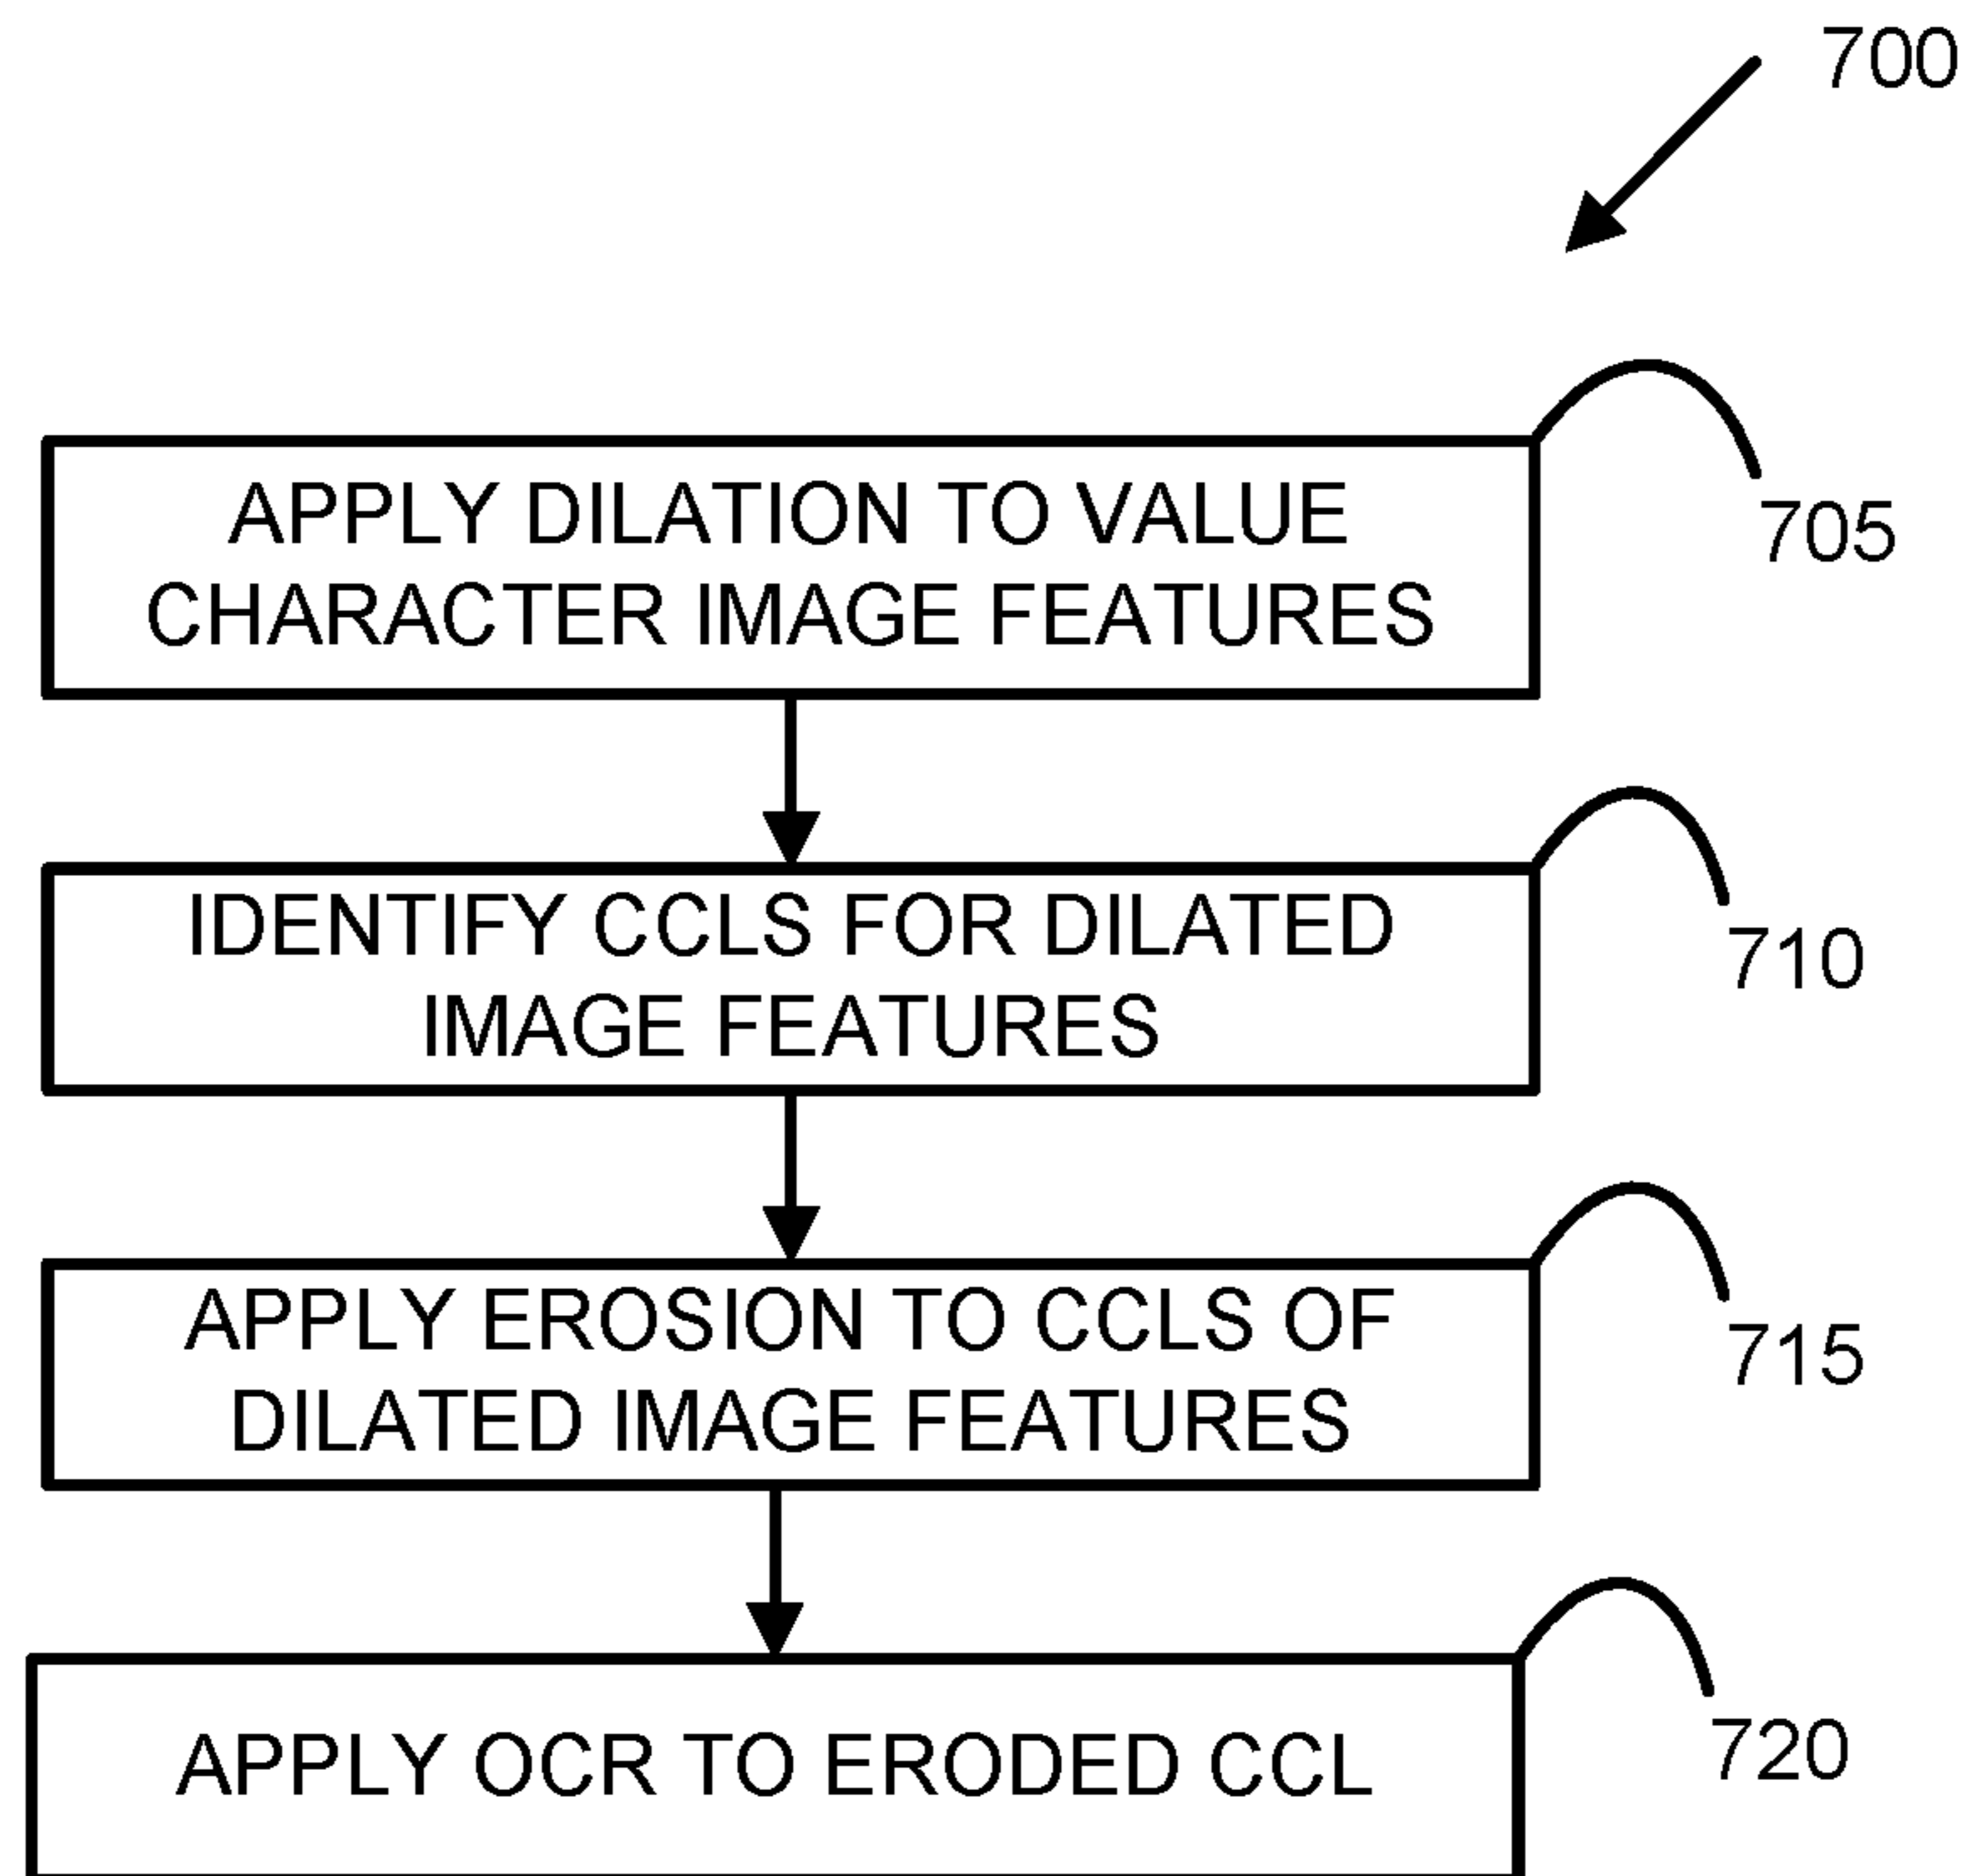 700
APPLY DILATION TO VALUE
CHARACTER IMAGE FEATURES
705
IDENTIFY CCLS FOR DILATED
IMAGE FEATURES
710
APPLY EROSION TO CCLS OF
DILATED IMAGE FEATURES
715
APPLY OCR TO ERODED CCL
720